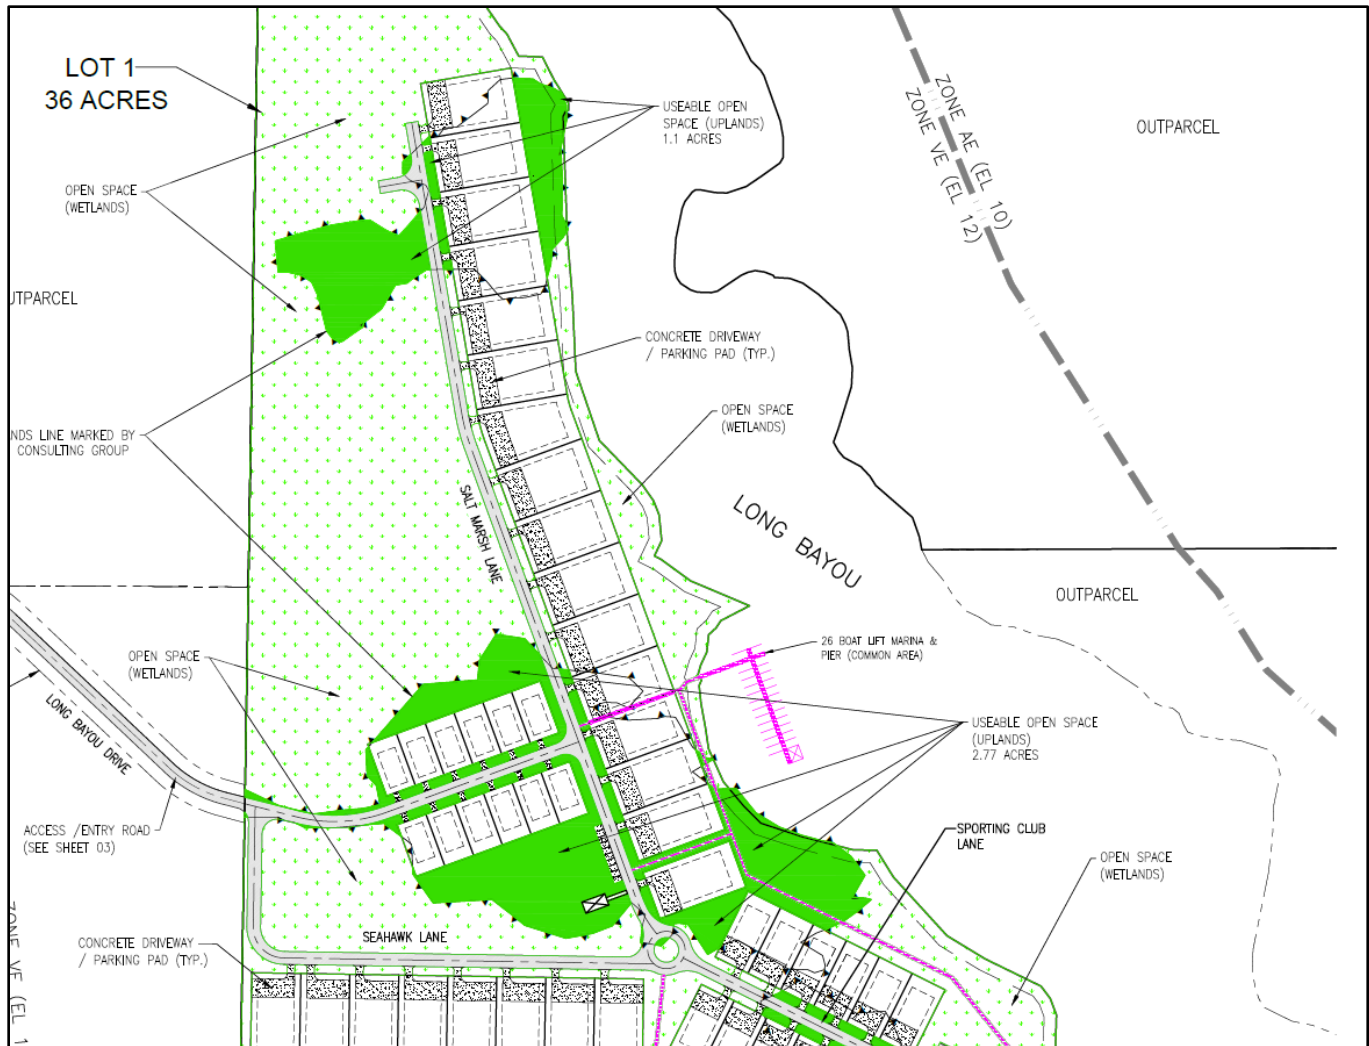 LOT 1
36 ACRES
USEABLE OPEN
SPACE (UPLANDS)
1.1 ACRES
ZONE AE (EL 10)
ZONE VE (EL 12)
OUTPARCEL
OPEN SPACE
(WETLANDS)
UTPARCEL
CONCRETE DRIVEWAY
/ PARKING PAD (TYP.)
OPEN SPACE
(WETLANDS)
NDS LINE MARKED BY
CONSULTING GROUP
SALT MARSH LANE
LONG BAYOU
OUTPARCEL
26 BOAT LIFT MARINA &
PIER (COMMON AREA)
OPEN SPACE
(WETLANDS)
LONG BAYOU DRIVE
USEABLE OPEN SPACE
(UPLANDS)
2.77 ACRES
ACCESS /ENTRY ROAD
(SEE SHEET 03)
SPORTING CLUB
LANE
OPEN SPACE
(WETLANDS)
SEAHAWK LANE
CONCRETE DRIVEWAY
/ PARKING PAD (TYP.)
ZONE VE (EL 1